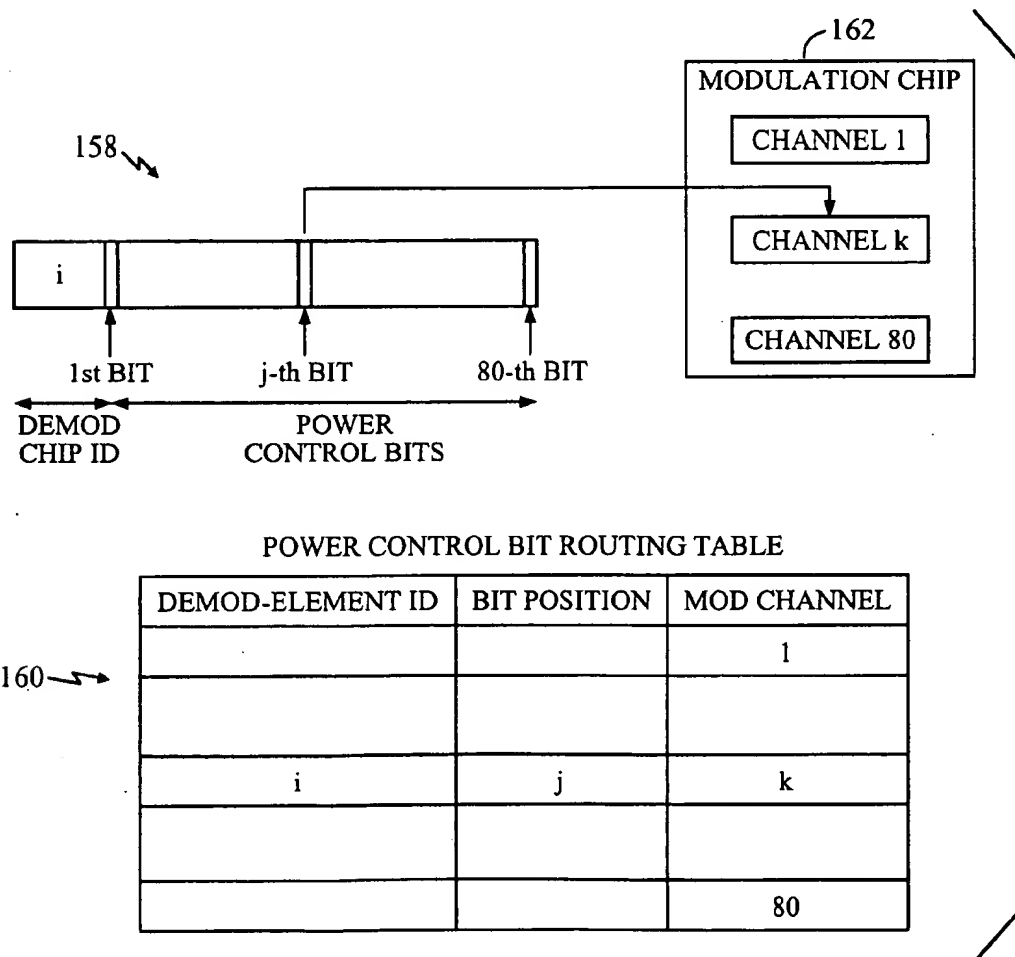 162
MODULATION CHIP
CHANNEL 1
CHANNEL k
CHANNEL 80
158
i
1st BIT
j-th BIT
80-th BIT
DEMOD
CHIP ID
POWER
CONTROL BITS
POWER CONTROL BIT ROUTING TABLE
DEMOD-ELEMENT ID BIT POSITION MOD CHANNEL
1
160
i j k
80